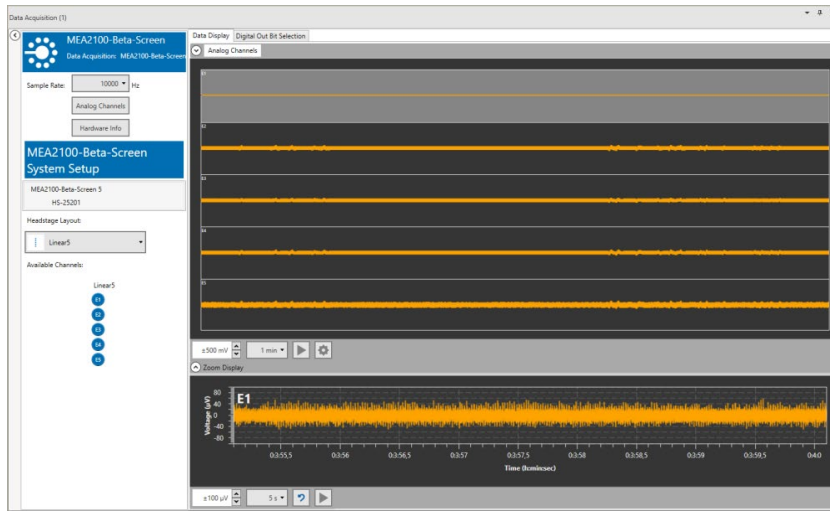 Data Acquisition (1)
MEA2100-Beta-Screen
Data Acquisition: MEA2100-Beta-Screen
Sample Rate: 10000 Hz
Analog Channels
Hardware Info
MEA2100-Beta-Screen
System Setup
MEA2100-Beta-Screen 5
HS-25201
Headstage Layout:
Linear5
Available Channels:
Linear5
E1
E2
E3
E4
E5
Data Display Digital Out Bit Selection
Analog Channels
E1
E2
E3
E4
E5
±500 mV 1 min
Zoom Display
E1
Voltage (µV)
80
40
0
-40
-80
0:3:55,5 0:3:56 0:3:56,5 0:3:57 0:3:57,5 0:3:58 0:3:58,5 0:3:59 0:3:59,5 0:4:0
Time (h:min:sec)
±100 µV 5 s